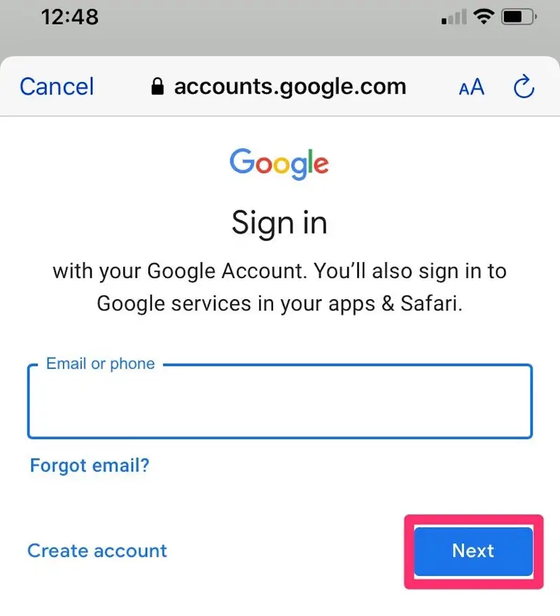 12:48
Cancel accounts.google.com AA
Google
Sign in
with your Google Account. You’ll also sign in to
Google services in your apps & Safari.
Email or phone
Forgot email?
Create account Next